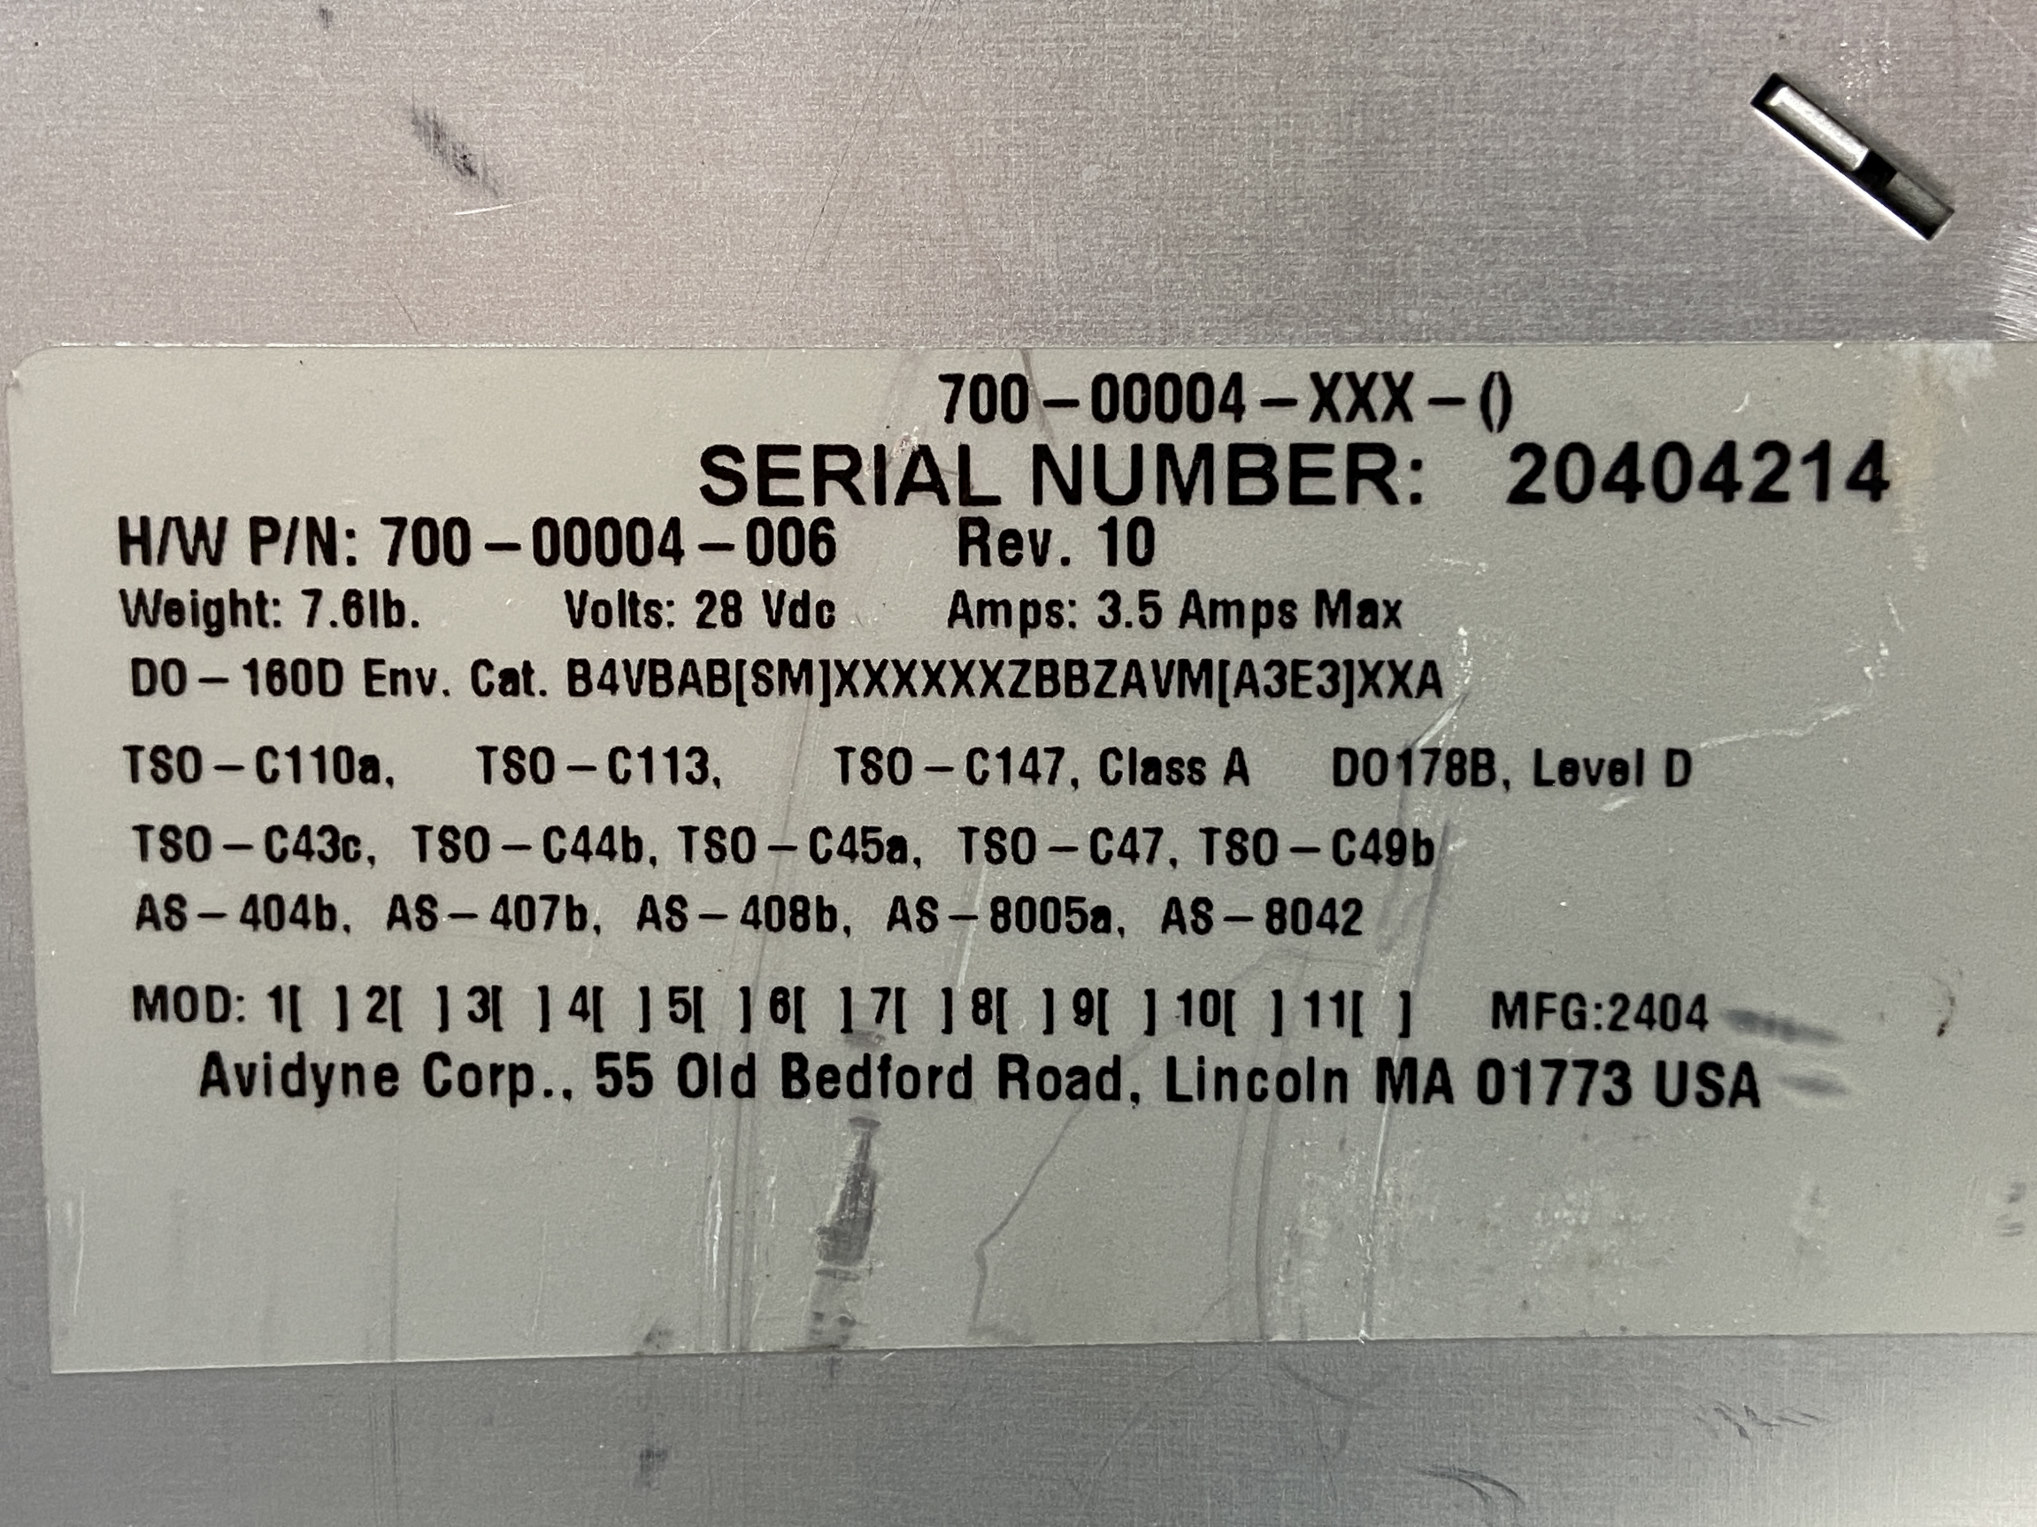 700-00004-XXX-()
SERIAL NUMBER: 20404214
H/W P/N: 700-00004-006 Rev. 10
Weight: 7.6lb. Volts: 28 Vdc Amps: 3.5 Amps Max
DO-160D Env. Cat. B4VBAB[SM]XXXXXXZBBZAVM[A3E3]XXA
TSO-C110a, TSO-C113, TSO-C147, Class A DO178B, Level D
TSO-C43c, TSO-C44b, TSO-C45a, TSO-C47, TSO-C49b
AS-404b, AS-407b, AS-408b, AS-8005a, AS-8042
MOD: 1[ ] 2[ ] 3[ ] 4[ ] 5[ ] 6[ ] 7[ ] 8[ ] 9[ ] 10[ ] 11[ ] MFG:2404
Avidyne Corp., 55 Old Bedford Road, Lincoln MA 01773 USA